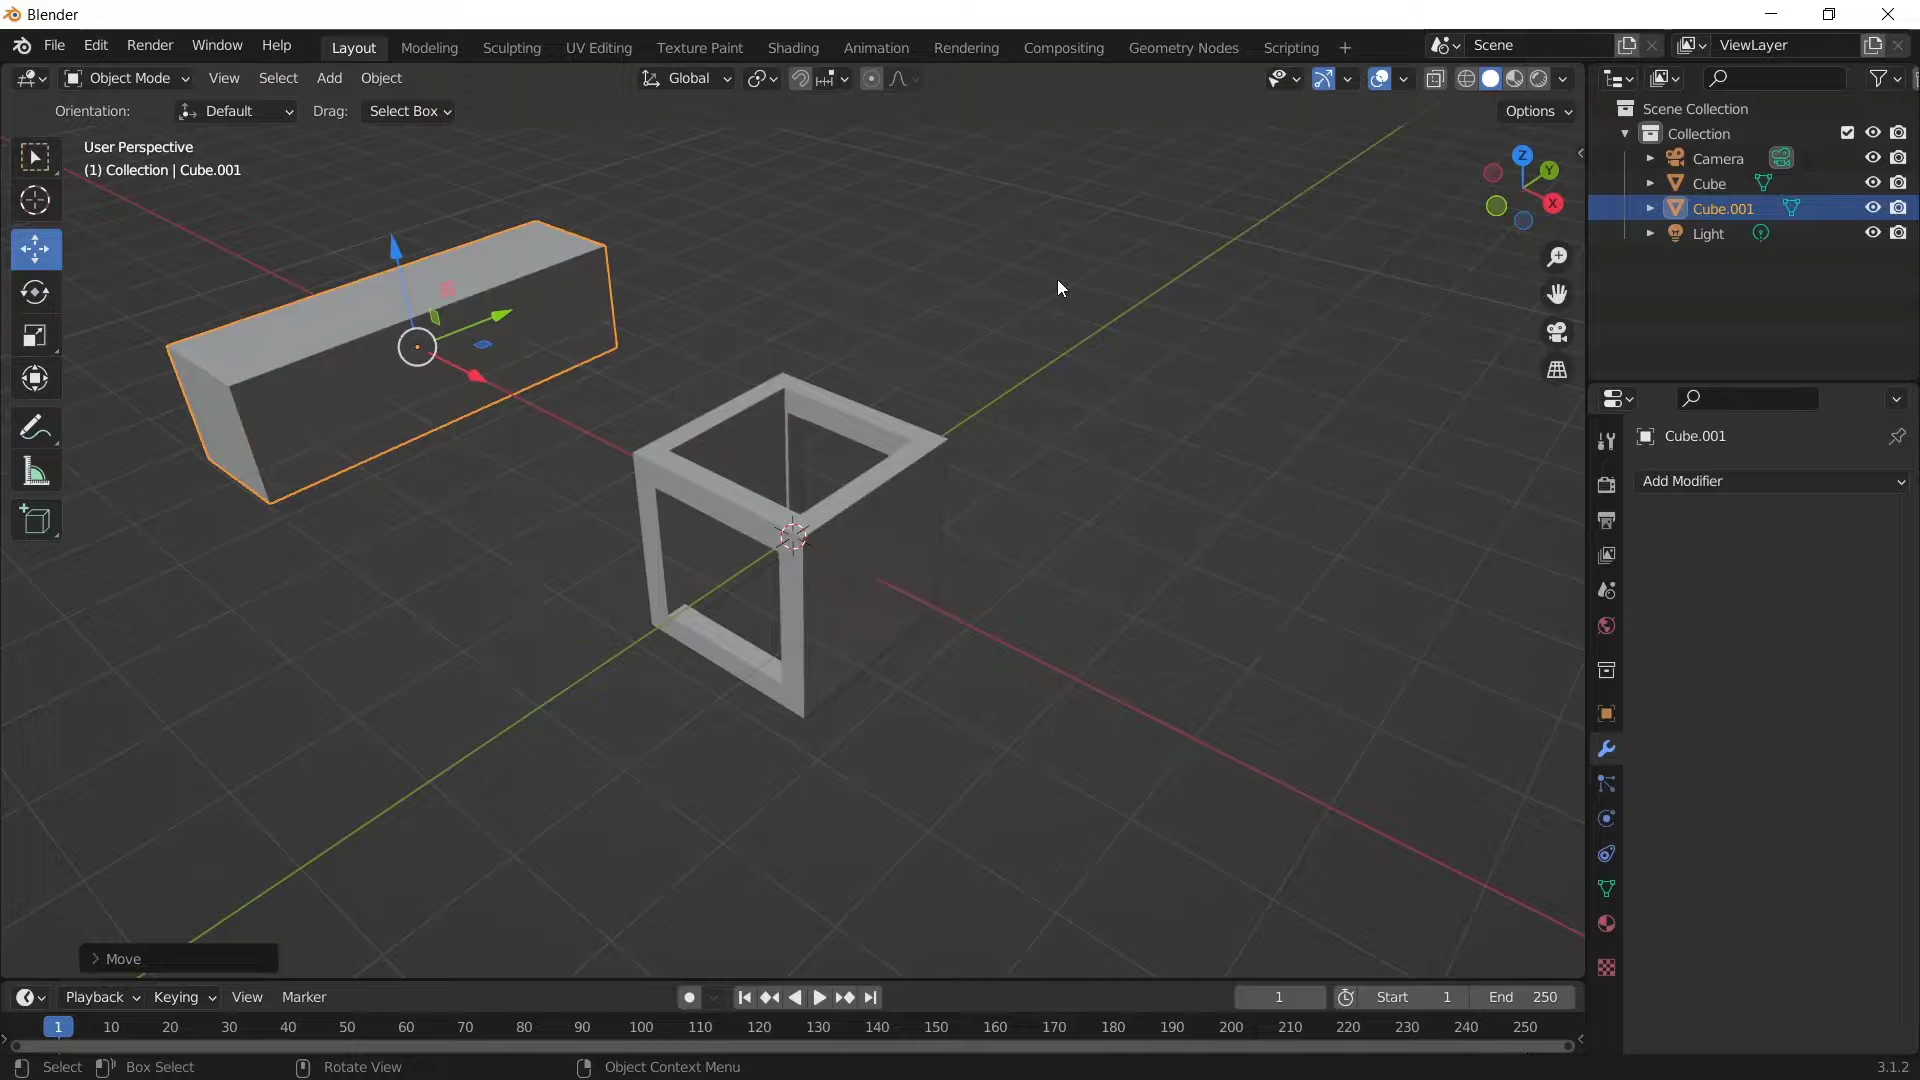 Blender
File Edit Render Window Help Layout Modeling Sculpting UV Editing Texture Paint Shading Animation Rendering Compositing Geometry Nodes Scripting + Scene ViewLayer
Object Mode View Select Add Object Global
Orientation: Default Drag: Select Box Options
User Perspective
(1) Collection | Cube.001
Z
Y
X
Scene Collection
Collection
Camera
Cube
Cube.001
Light
Cube.001
Add Modifier
> Move
Playback Keying View Marker 1 Start 1 End 250
1 10 20 30 40 50 60 70 80 90 100 110 120 130 140 150 160 170 180 190 200 210 220 230 240 250
Select Box Select Rotate View Object Context Menu 3.1.2